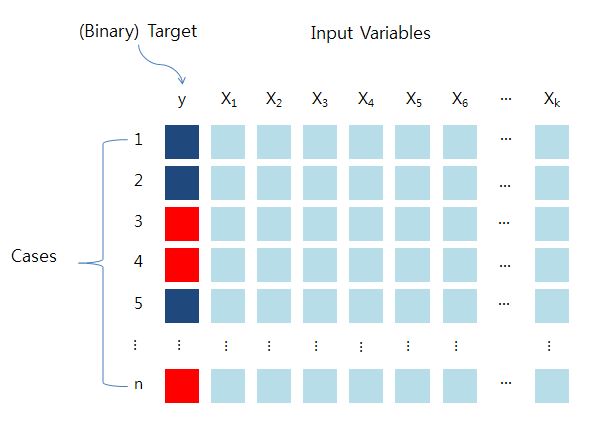 (Binary) Target
Input Variables
y X₁ X₂ X₃ X₄ X₅ X₆ ... Xₖ
1 ...
2 ...
3 ...
4 ...
Cases
5 ...
⋮ ⋮ ⋮ ⋮ ⋮ ⋮ ⋮ ⋮ ⋮
n ...